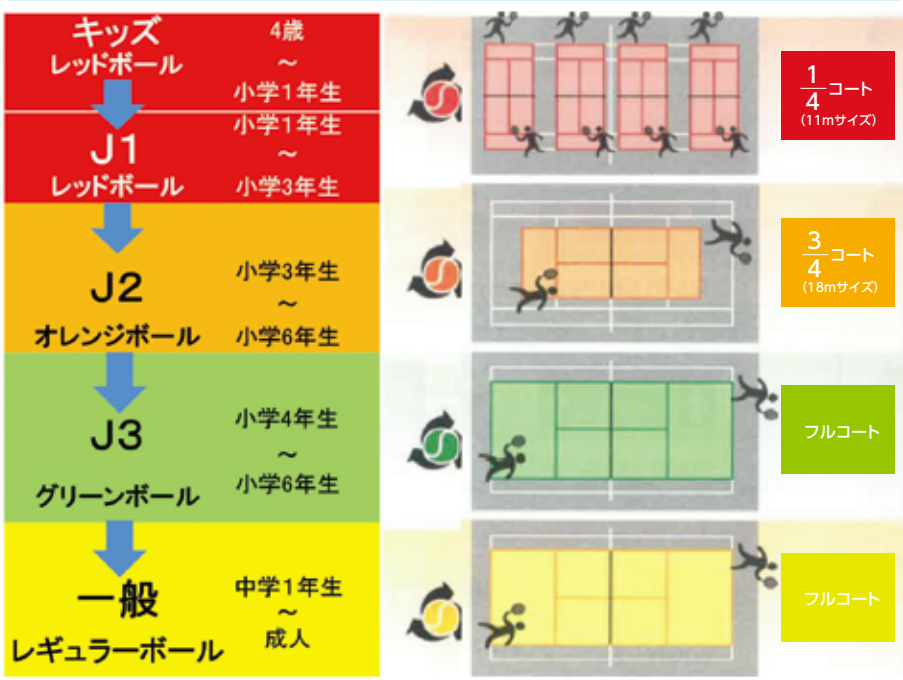 キッズ
レッドボール
4歳
~
小学1年生
1/4コート
(11mサイズ)
J1
レッドボール
小学1年生
~
小学3年生
J2
オレンジボール
小学3年生
~
小学6年生
3/4コート
(18mサイズ)
J3
グリーンボール
小学4年生
~
小学6年生
フルコート
一般
レギュラーボール
中学1年生
~
成人
フルコート